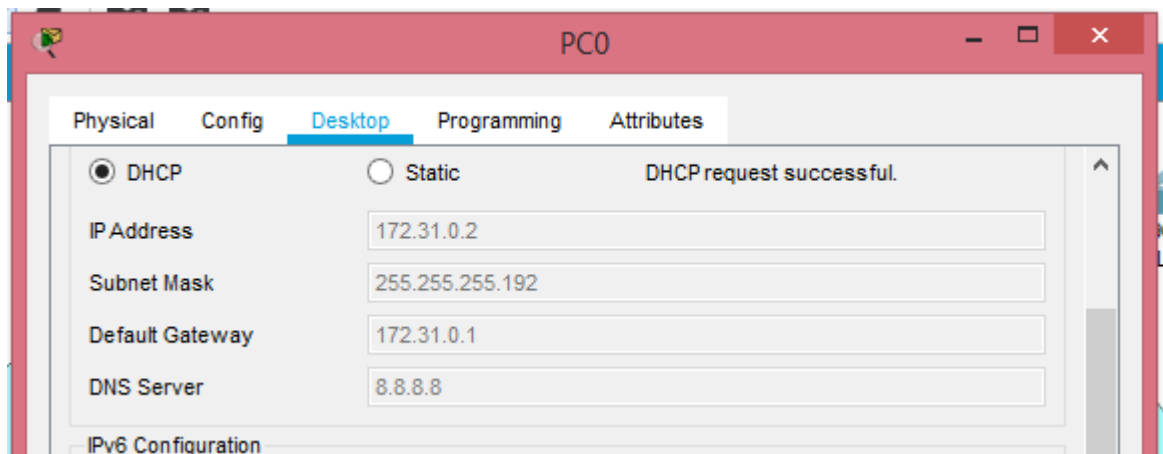 PC0
Physical Config Desktop Programming Attributes
DHCP Static DHCP request successful.
IP Address 172.31.0.2
Subnet Mask 255.255.255.192
Default Gateway 172.31.0.1
DNS Server 8.8.8.8
IPv6 Configuration